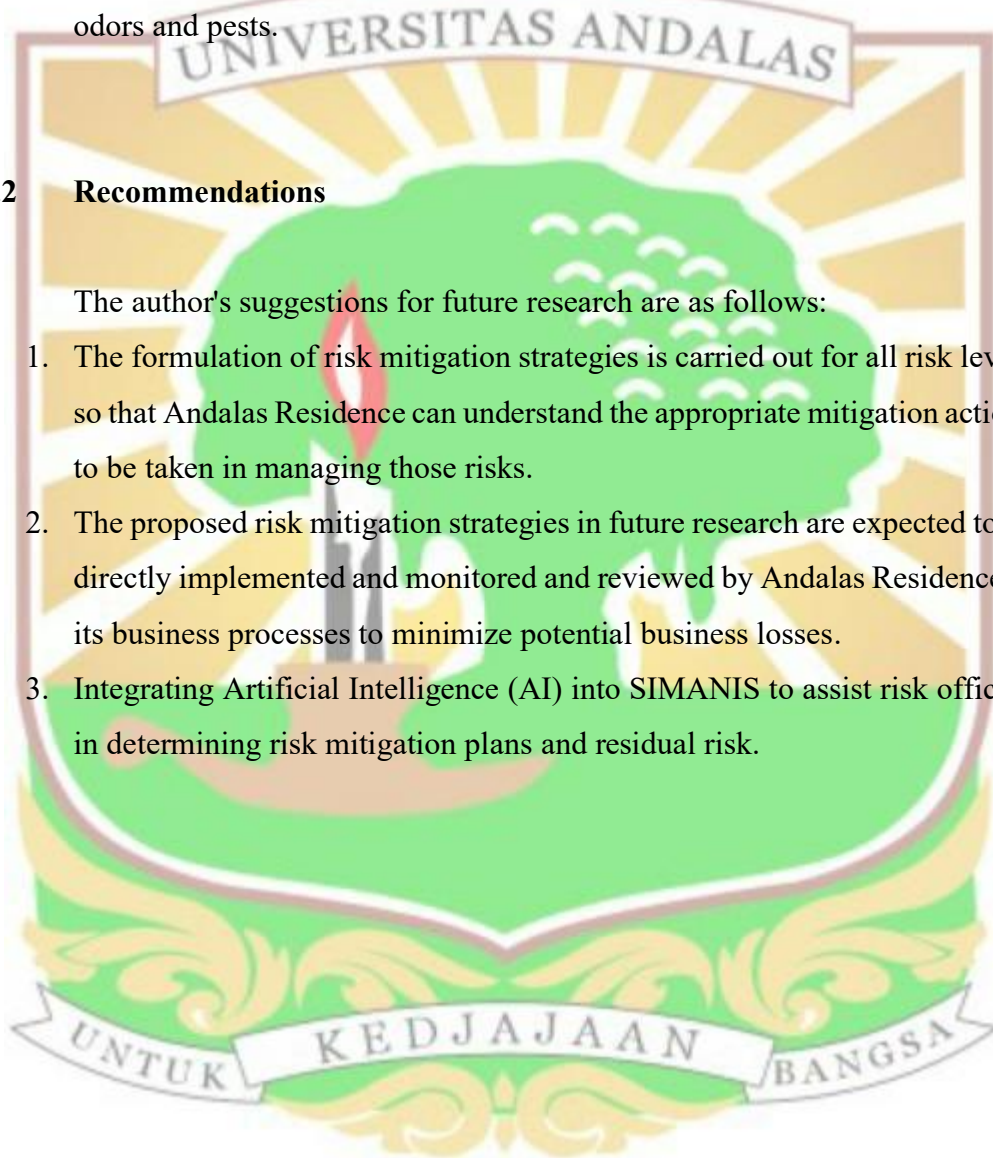 odors and pests.
UNIVERSITAS ANDALAS
2 Recommendations
The author's suggestions for future research are as follows:
1. The formulation of risk mitigation strategies is carried out for all risk lev
so that Andalas Residence can understand the appropriate mitigation acti
to be taken in managing those risks.
2. The proposed risk mitigation strategies in future research are expected to
directly implemented and monitored and reviewed by Andalas Residence
its business processes to minimize potential business losses.
3. Integrating Artificial Intelligence (AI) into SIMANIS to assist risk offic
in determining risk mitigation plans and residual risk.
UNTUK KEDJAJAAN BANGSA